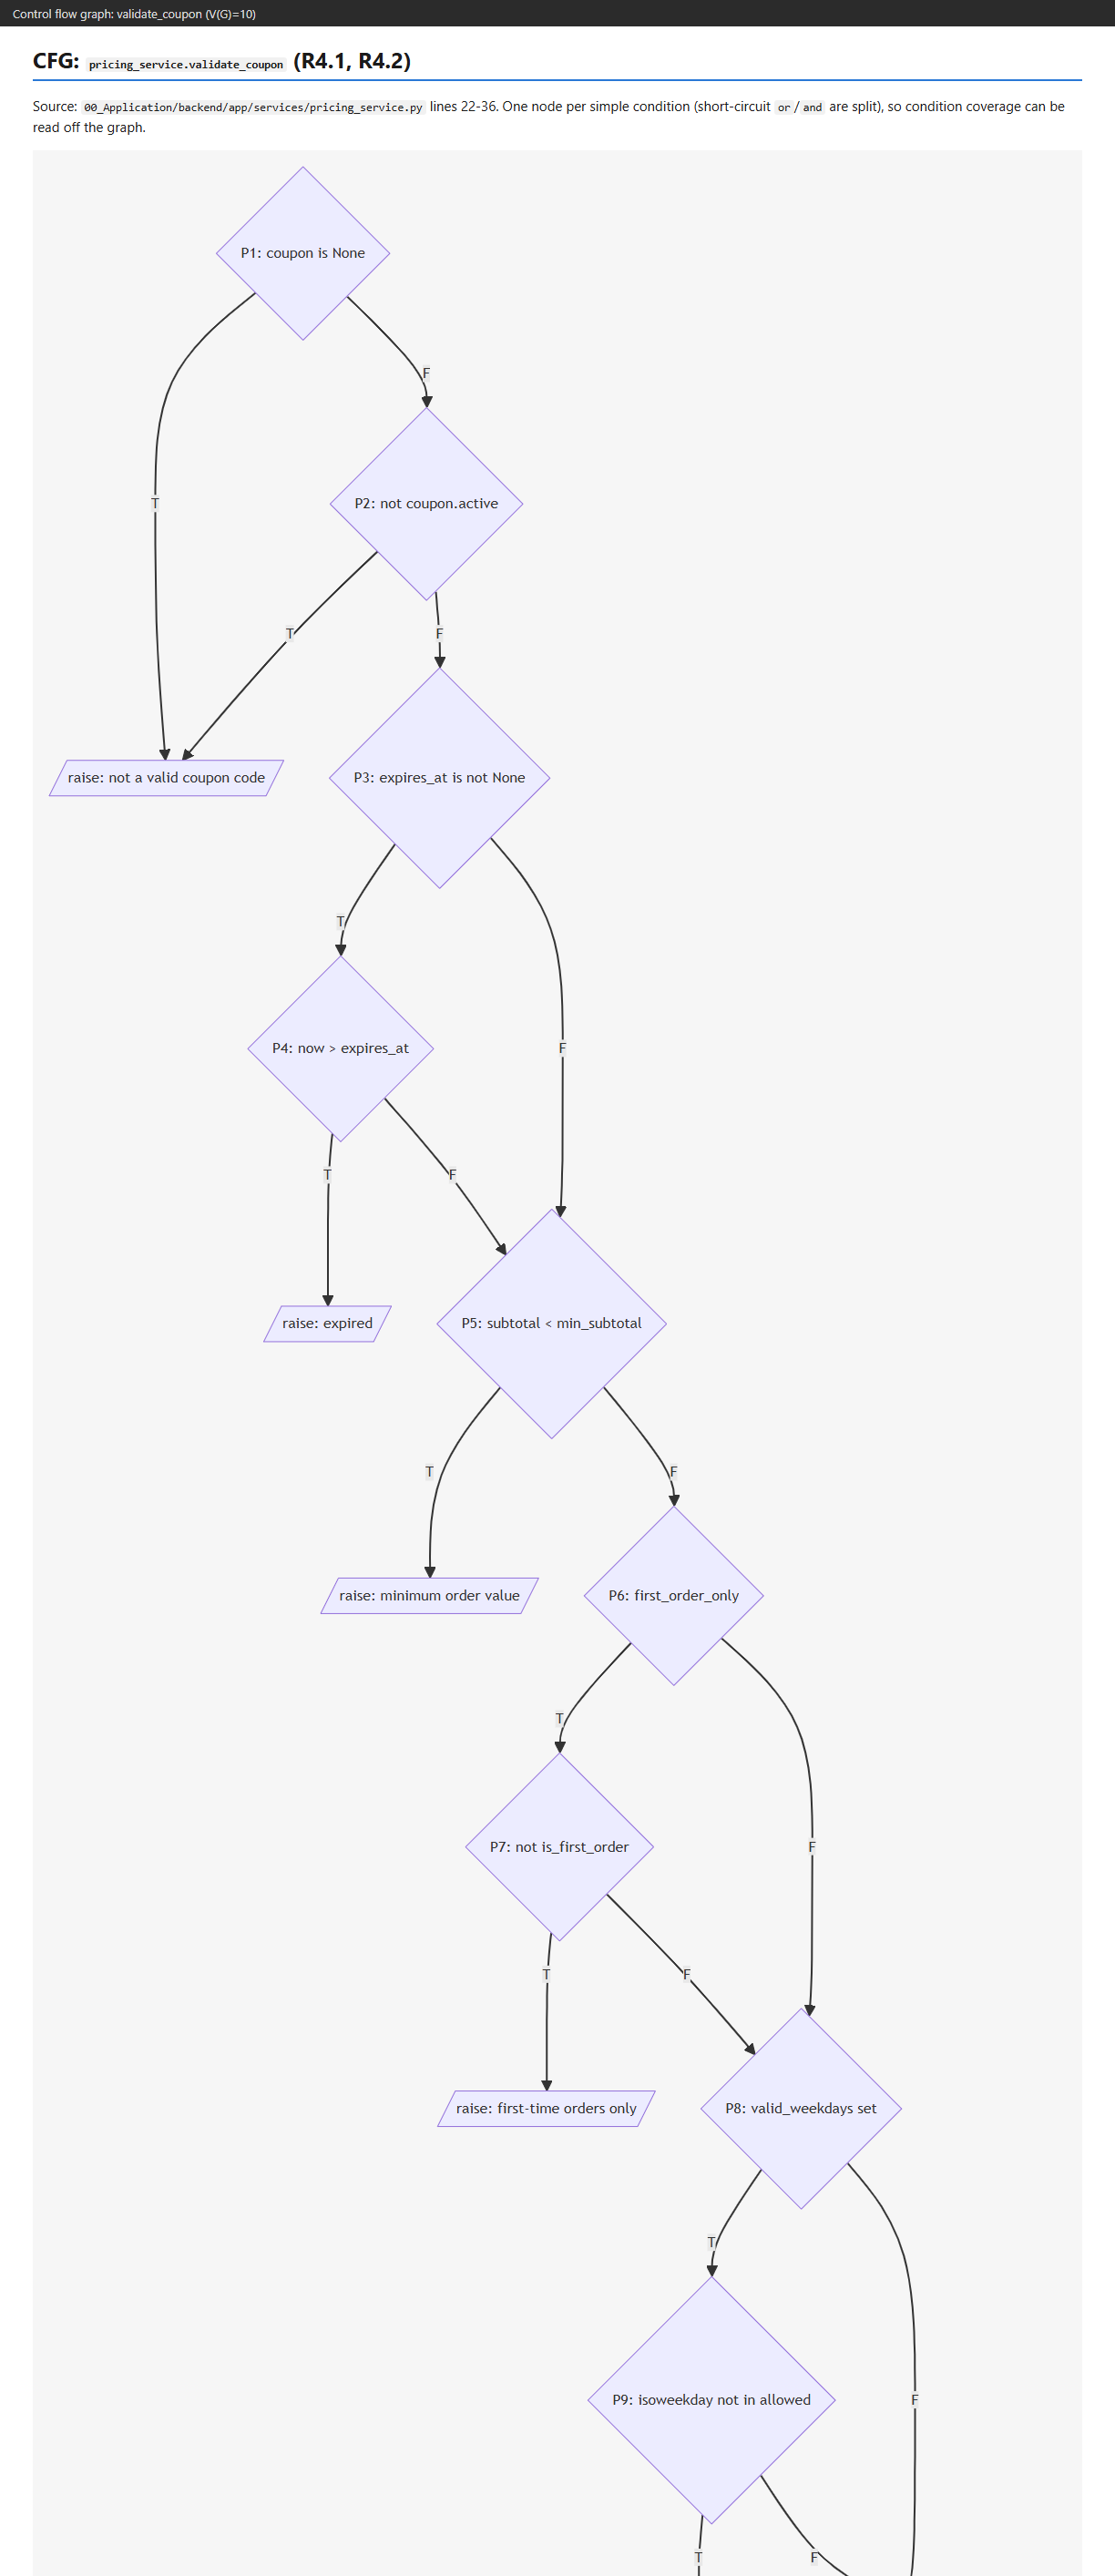 Control flow graph: validate_coupon (V(G)=10)
CFG: pricing_service.validate_coupon (R4.1, R4.2)
Source: 00_Application/backend/app/services/pricing_service.py lines 22-36. One node per simple condition (short-circuit or / and are split), so condition coverage can be
read off the graph.
P1: coupon is None
F
T
P2: not coupon.active
T
F
raise: not a valid coupon code
P3: expires_at is not None
T
P4: now > expires_at
F
T
F
raise: expired
P5: subtotal < min_subtotal
T
F
raise: minimum order value
P6: first_order_only
T
P7: not is_first_order
F
T
F
raise: first-time orders only
P8: valid_weekdays set
T
P9: isoweekday not in allowed
F
T
F